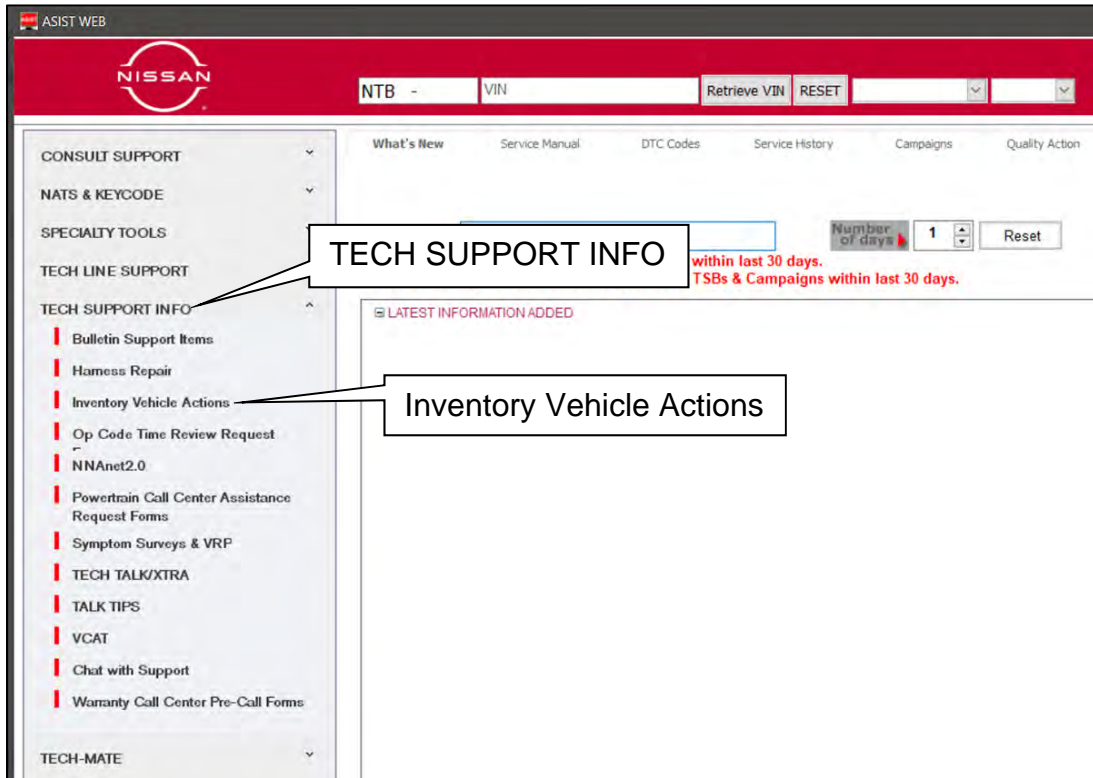 ASIST WEB
NISSAN
NTB - VIN Retrieve VIN RESET
What's New Service Manual DTC Codes Service History Campaigns Quality Action
CONSULT SUPPORT
NATS & KEYCODE
SPECIALTY TOOLS
TECH LINE SUPPORT
TECH SUPPORT INFO
Bulletin Support Items
Harness Repair
Inventory Vehicle Actions
Op Code Time Review Request
NNAnet2.0
Powertrain Call Center Assistance
Request Forms
Symptom Surveys & VRP
TECH TALK/XTRA
TALK TIPS
VCAT
Chat with Support
Warranty Call Center Pre-Call Forms
TECH-MATE
Number of days 1 Reset
TECH SUPPORT INFO
within last 30 days.
TSBs & Campaigns within last 30 days.
LATEST INFORMATION ADDED
Inventory Vehicle Actions